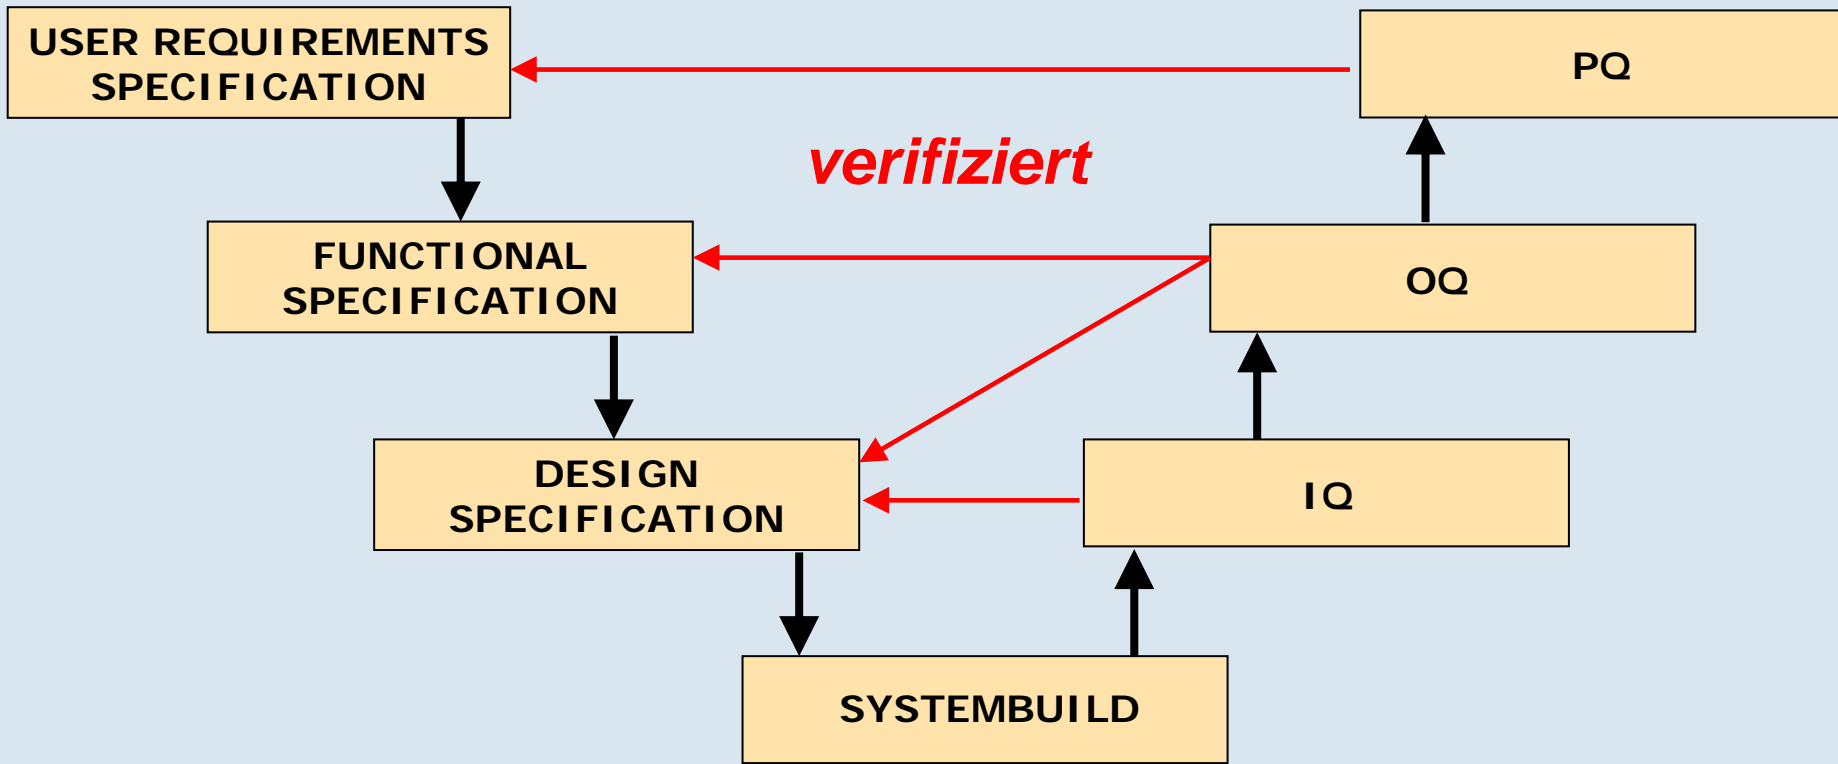 USER REQUIREMENTS
SPECIFICATION
PQ
verifiziert
FUNCTIONAL
SPECIFICATION
OQ
DESIGN
SPECIFICATION
IQ
SYSTEMBUILD